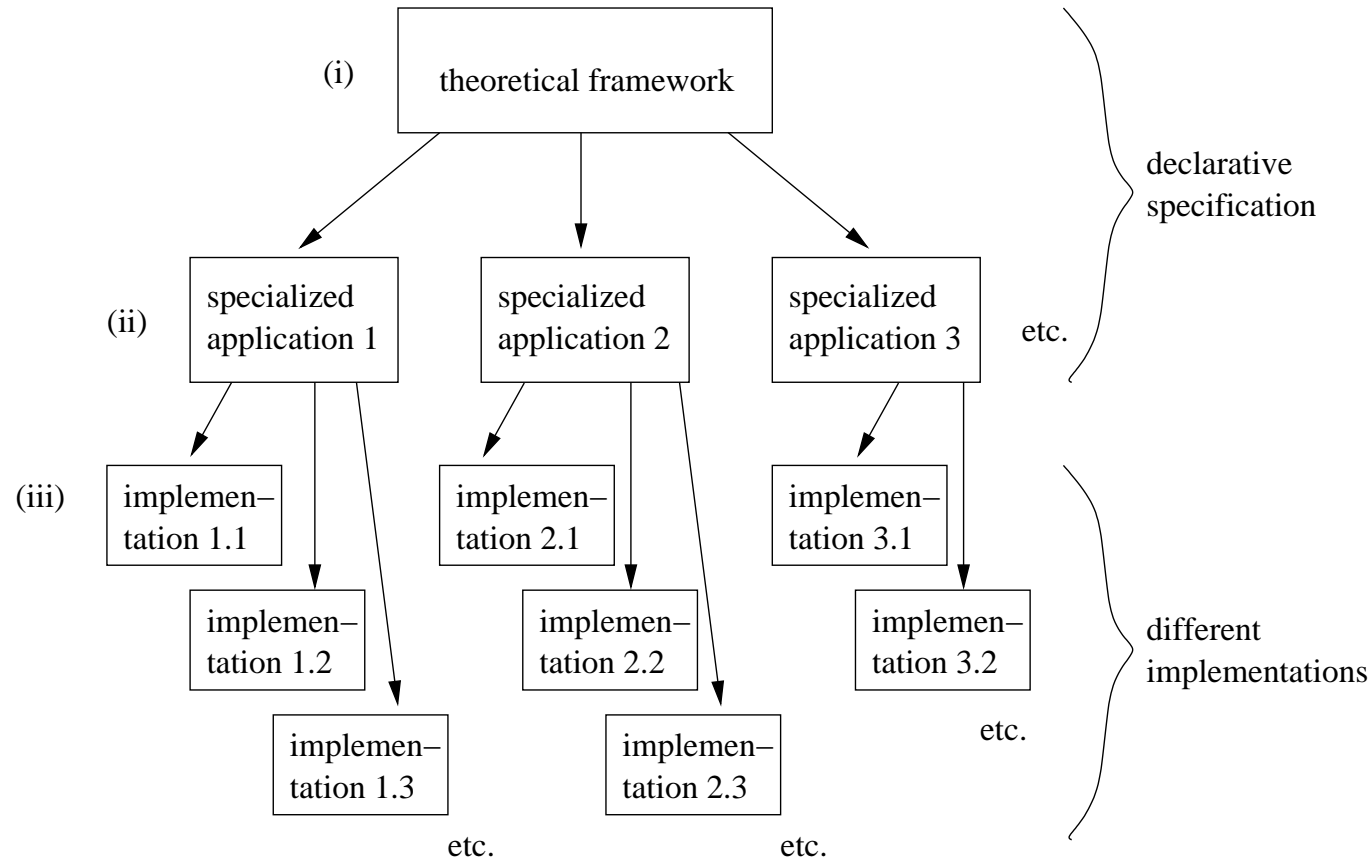 (i)
theoretical framework
declarative
specification
(ii)
specialized
application 1
specialized
application 2
specialized
application 3
etc.
(iii)
implemen–
tation 1.1
implemen–
tation 2.1
implemen–
tation 3.1
implemen–
tation 1.2
implemen–
tation 2.2
implemen–
tation 3.2
different
implementations
etc.
implemen–
tation 1.3
implemen–
tation 2.3
etc.
etc.